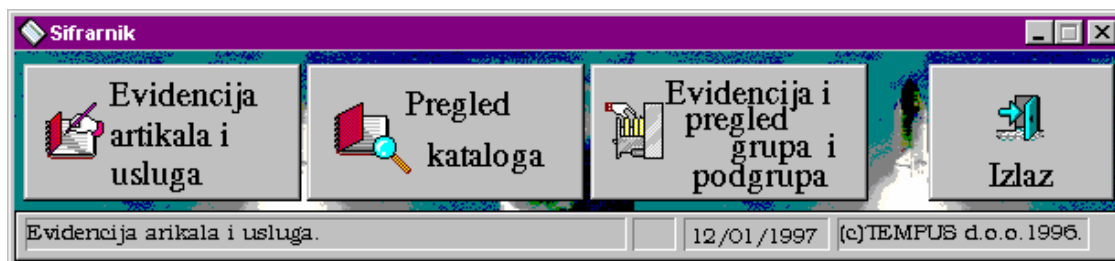 Sifrarnik
Evidencija
artikala i
usluga
Pregled
kataloga
Evidencija i
pregled
grupa i
podgrupa
Izlaz
Evidencija arikala i usluga.
12/01/1997
(c)TEMPUS d.o.o.1996.